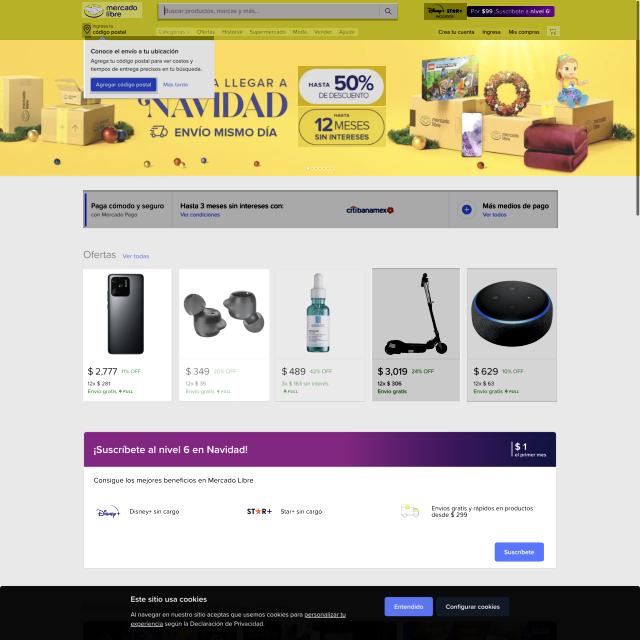 mercado libre
Buscar productos, marcas y más...
Disney+ STAR+
INCLUIDOS
Por $99 ¡Suscríbete a nivel 6!
Ingresa tu
código postal
Categorías Ofertas Historial Supermercado Moda Vender Ayuda
Crea tu cuenta Ingresa Mis compras
Conoce el envío a tu ubicación
Agrega tu código postal para ver costos y
tiempos de entrega precisos en tu búsqueda.
Agregar código postal Más tarde
A LLEGAR A
NAVIDAD
ENVÍO MISMO DÍA
HASTA 50%
DE DESCUENTO
HASTA
12 MESES
SIN INTERESES
mercado libre
Paga cómodo y seguro
con Mercado Pago
Hasta 3 meses sin intereses con:
Ver condiciones
citibanamex
Más medios de pago
Ver todos
Ofertas Ver todas
$ 2,777 11% OFF
12x $ 281
Envío gratis FULL
$ 349 20% OFF
12x $ 35
Envío gratis FULL
$ 489 42% OFF
3x $ 163 sin interés
FULL
$ 3,019 24% OFF
12x $ 306
Envío gratis
$ 629 10% OFF
12x $ 63
Envío gratis FULL
¡Suscríbete al nivel 6 en Navidad!
$ 1
el primer mes
Consigue los mejores beneficios en Mercado Libre
Disney+ Disney+ sin cargo
STAR+ Star+ sin cargo
Envíos gratis y rápidos en productos
desde $ 299
Suscríbete
Este sitio usa cookies
Al navegar en nuestro sitio aceptas que usemos cookies para personalizar tu
experiencia según la Declaración de Privacidad.
Entendido Configurar cookies